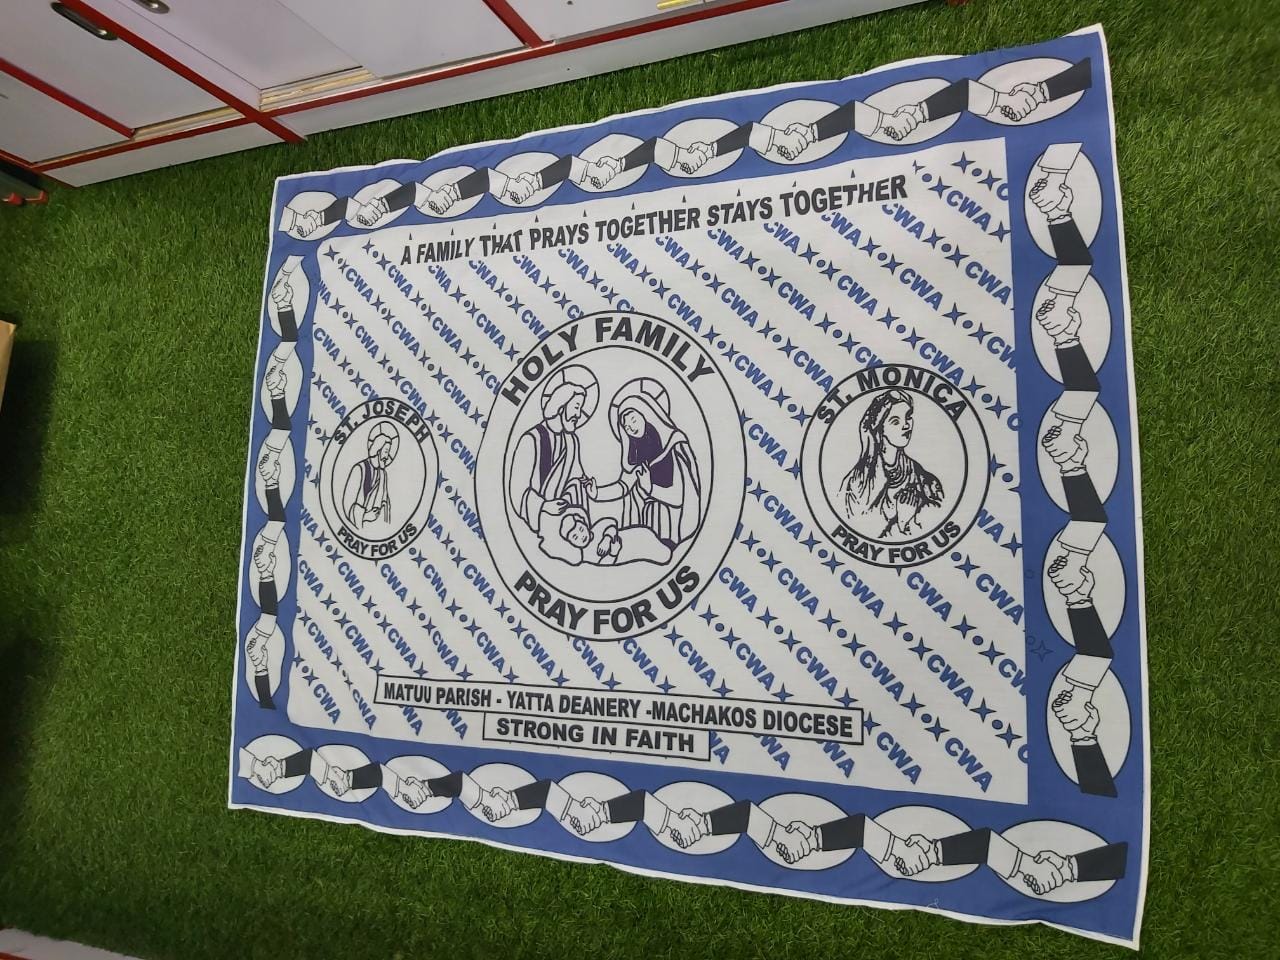 A FAMILY THAT PRAYS TOGETHER STAYS TOGETHER
ST. JOSEPH
PRAY FOR US
HOLY FAMILY
PRAY FOR US
ST. MONICA
PRAY FOR US
CWA
MATUU PARISH - YATTA DEANERY -MACHAKOS DIOCESE
STRONG IN FAITH